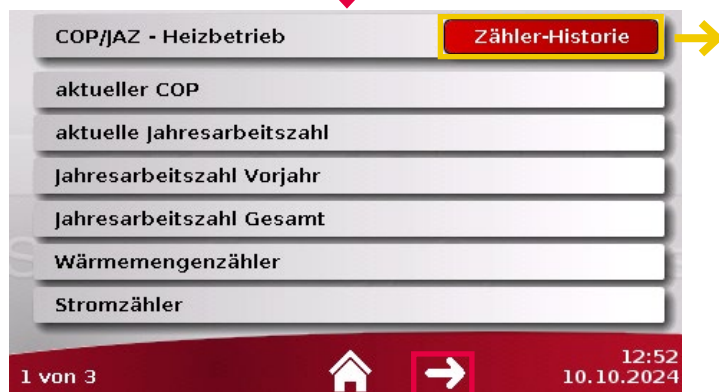 COP/JAZ - Heizbetrieb Zähler-Historie
aktueller COP
aktuelle Jahresarbeitszahl
Jahresarbeitszahl Vorjahr
Jahresarbeitszahl Gesamt
Wärmemengenzähler
Stromzähler
12:52
1 von 3 10.10.2024